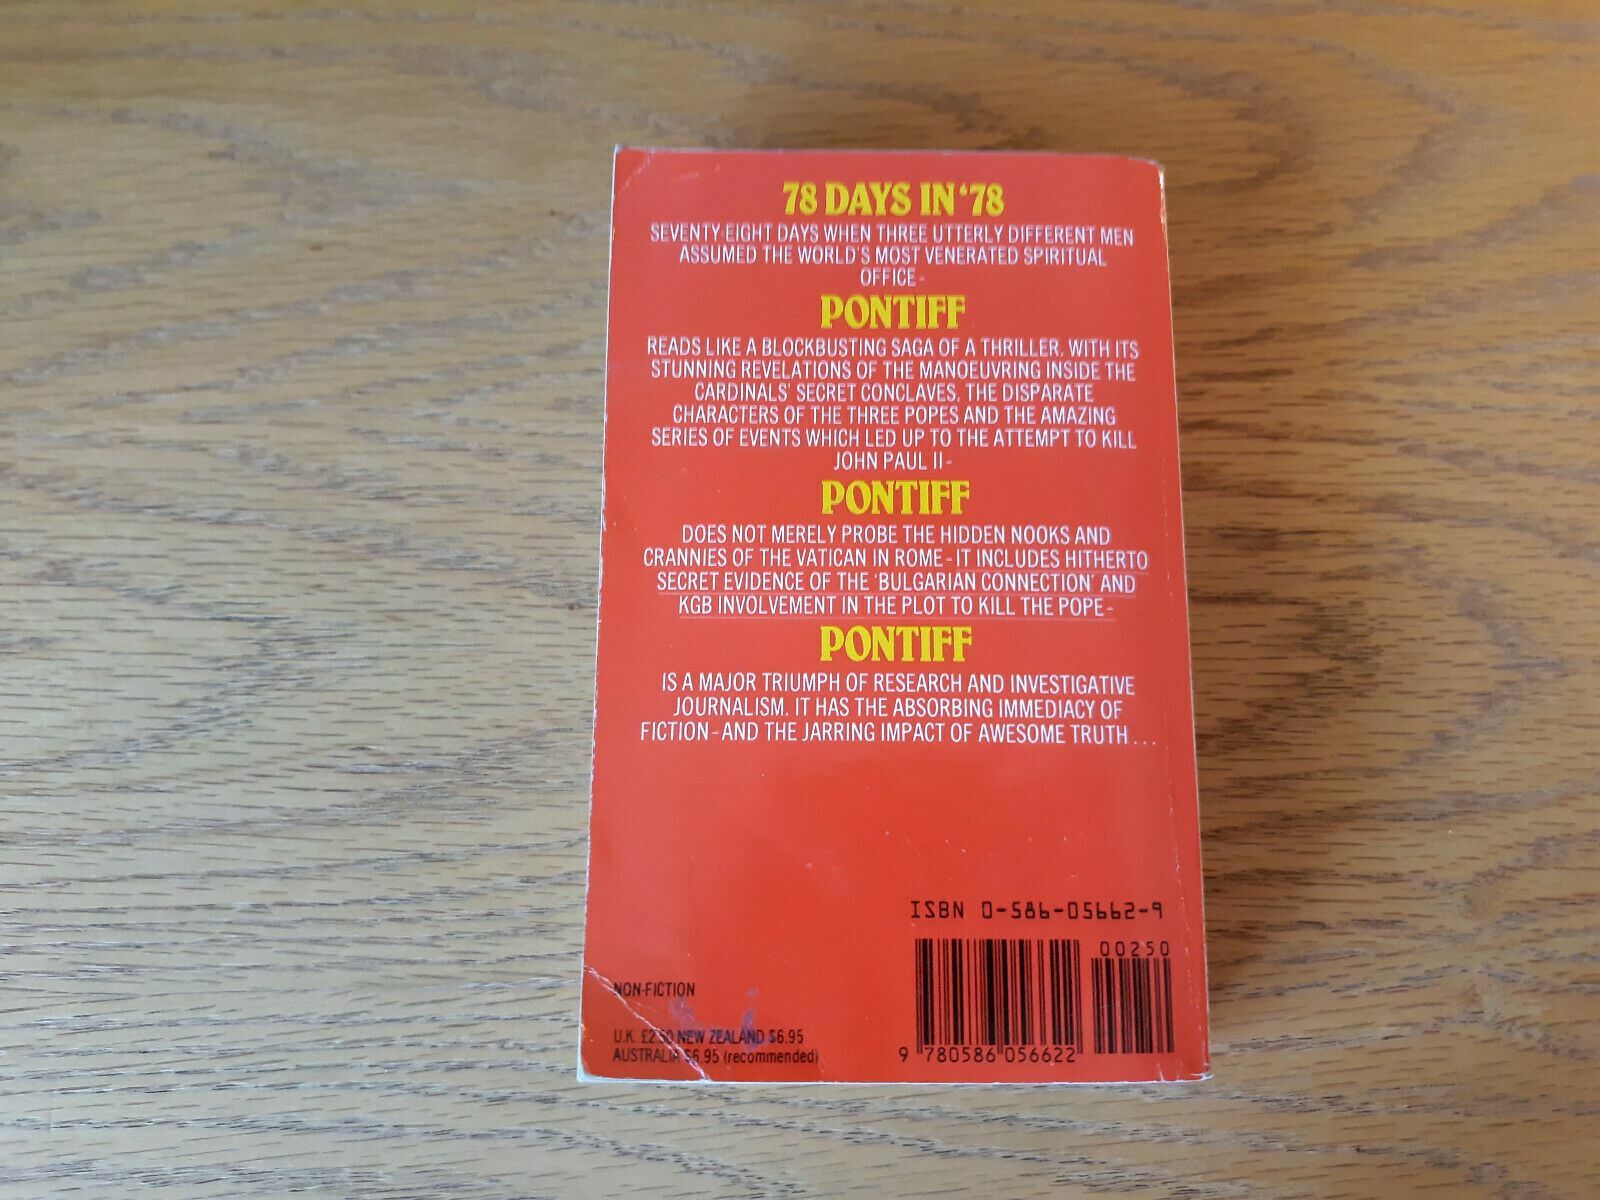 78 DAYS IN '78
SEVENTY EIGHT DAYS WHEN THREE UTTERLY DIFFERENT MEN
ASSUMED THE WORLD'S MOST VENERATED SPIRITUAL
OFFICE-
PONTIFF
READS LIKE A BLOCKBUSTING SAGA OF A THRILLER, WITH ITS
STUNNING REVELATIONS OF THE MANOEUVRING INSIDE THE
CARDINALS' SECRET CONCLAVES, THE DISPARATE
CHARACTERS OF THE THREE POPES AND THE AMAZING
SERIES OF EVENTS WHICH LED UP TO THE ATTEMPT TO KILL
JOHN PAUL II-
PONTIFF
DOES NOT MERELY PROBE THE HIDDEN NOOKS AND
CRANNIES OF THE VATICAN IN ROME-IT INCLUDES HITHERTO
SECRET EVIDENCE OF THE 'BULGARIAN CONNECTION' AND
KGB INVOLVEMENT IN THE PLOT TO KILL THE POPE-
PONTIFF
IS A MAJOR TRIUMPH OF RESEARCH AND INVESTIGATIVE
JOURNALISM. IT HAS THE ABSORBING IMMEDIACY OF
FICTION-AND THE JARRING IMPACT OF AWESOME TRUTH...
ISBN 0-586-05662-9
00250
NON-FICTION
U.K. £2.50 NEW ZEALAND $6.95
AUSTRALIA $6.95 (recommended)
9 780586 056622